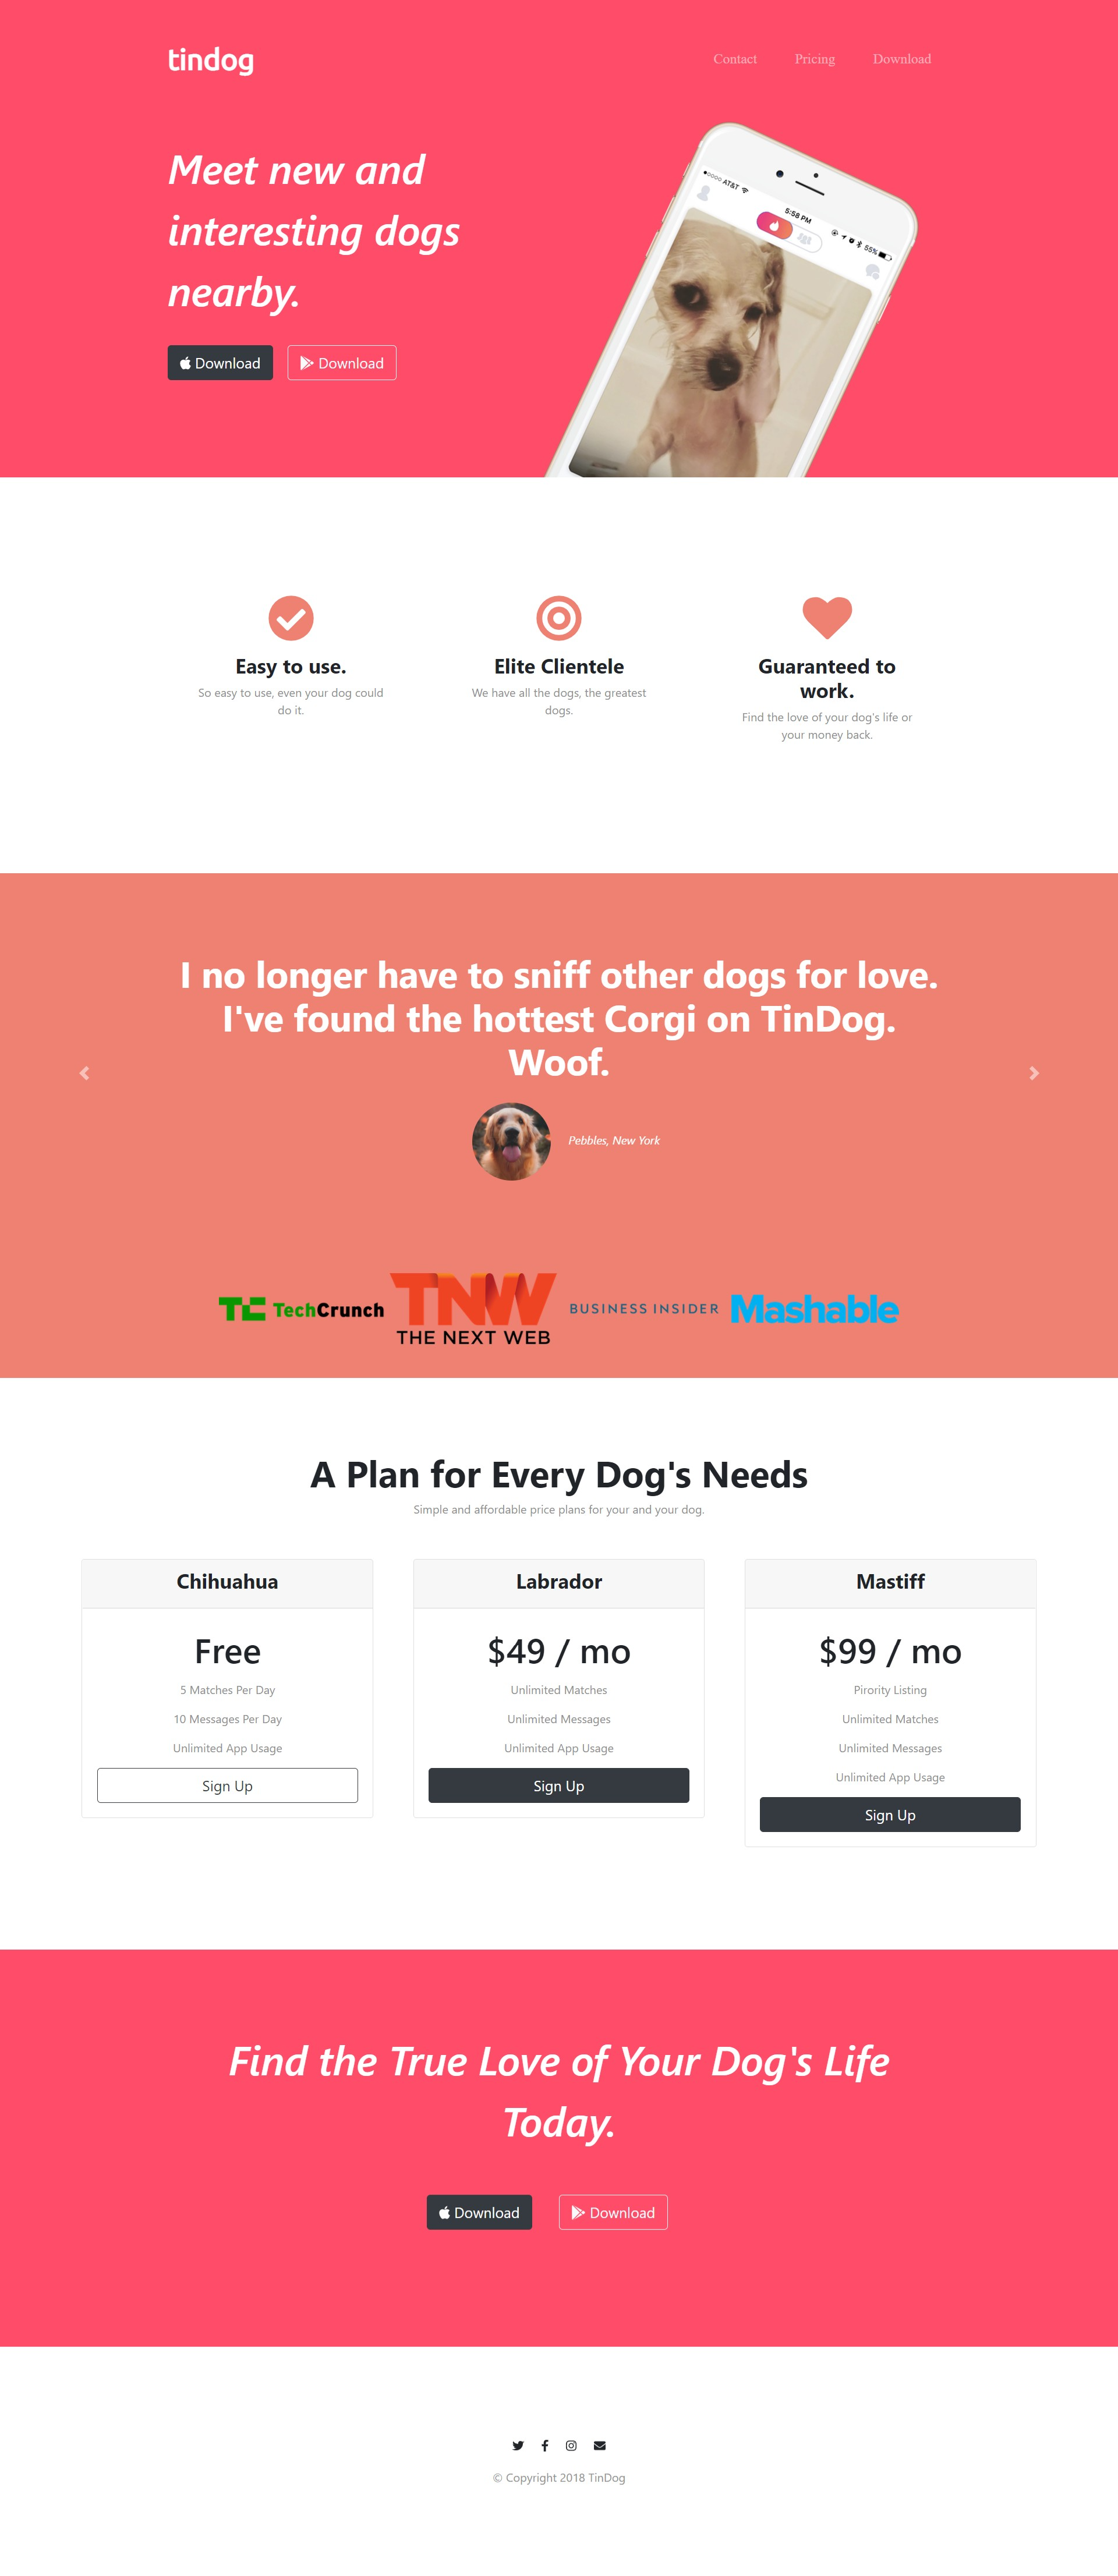 tindog
Contact Pricing Download
Meet new and
interesting dogs
nearby.
Download Download
AT&T 5:58 PM 55%
Easy to use.
So easy to use, even your dog could
do it.
Elite Clientele
We have all the dogs, the greatest
dogs.
Guaranteed to
work.
Find the love of your dog's life or
your money back.
I no longer have to sniff other dogs for love.
I've found the hottest Corgi on TinDog.
Woof.
Pebbles, New York
TC TechCrunch
TNW
THE NEXT WEB
BUSINESS INSIDER
Mashable
A Plan for Every Dog's Needs
Simple and affordable price plans for your and your dog.
Chihuahua
Free
5 Matches Per Day
10 Messages Per Day
Unlimited App Usage
Sign Up
Labrador
$49 / mo
Unlimited Matches
Unlimited Messages
Unlimited App Usage
Sign Up
Mastiff
$99 / mo
Pirority Listing
Unlimited Matches
Unlimited Messages
Unlimited App Usage
Sign Up
Find the True Love of Your Dog's Life
Today.
Download Download
© Copyright 2018 TinDog